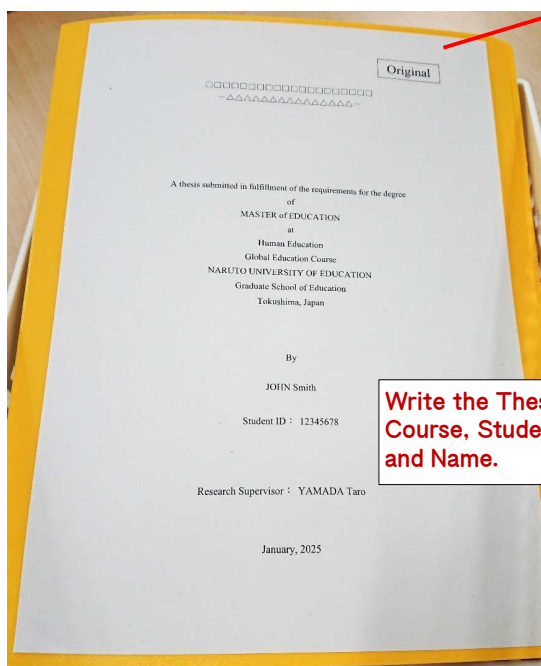 Original
□□□□□□□□□□□□□□□□□□□□
~△△△△△△△△△△△△△△△~
A thesis submitted in fulfillment of the requirements for the degree
of
MASTER of EDUCATION
at
Human Education
Global Education Course
NARUTO UNIVERSITY OF EDUCATION
Graduate School of Education
Tokushima, Japan
By
JOHN Smith
Student ID： 12345678
Write the Thes
Course, Stude
and Name.
Research Supervisor： YAMADA Taro
January, 2025